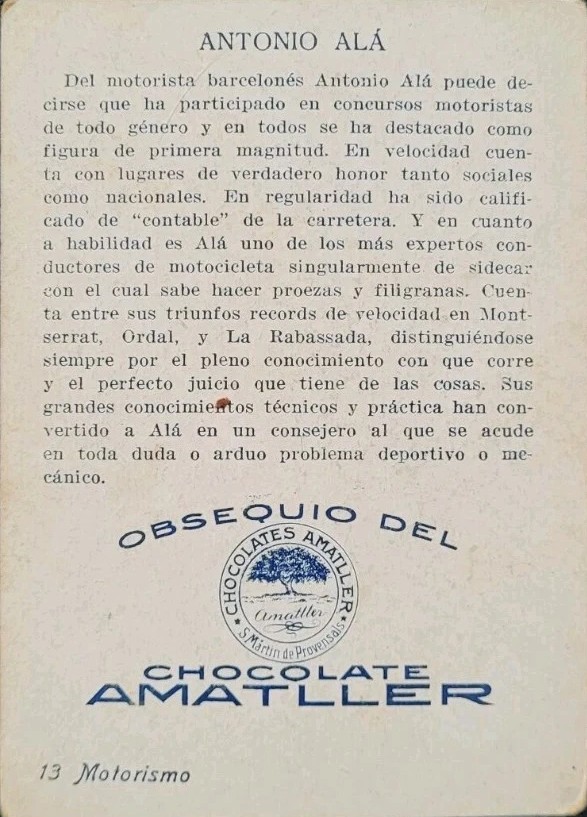 ANTONIO ALÁ
Del motorista barcelonés Antonio Alá puede de-
cirse que ha participado en concursos motoristas
de todo género y en todos se ha destacado como
figura de primera magnitud. En velocidad cuen-
ta con lugares de verdadero honor tanto sociales
como nacionales. En regularidad ha sido califi-
cado de “contable” de la carretera. Y en cuanto
a habilidad es Alá uno de los más expertos con-
ductores de motocicleta singularmente de sidecar
con el cual sabe hacer proezas y filigranas. Cuen-
ta entre sus triunfos records de velocidad en Mont-
serrat, Ordal, y La Rabassada, distinguiéndose
siempre por el pleno conocimiento con que corre
y el perfecto juicio que tiene de las cosas. Sus
grandes conocimientos técnicos y práctica han con-
vertido a Alá en un consejero al que se acude
en toda duda o arduo problema deportivo o me-
cánico.
OBSEQUIO DEL
CHOCOLATES AMATLLER
Amatller
S. Martin de Provensals
CHOCOLATE
AMATLLER
13 Motorismo